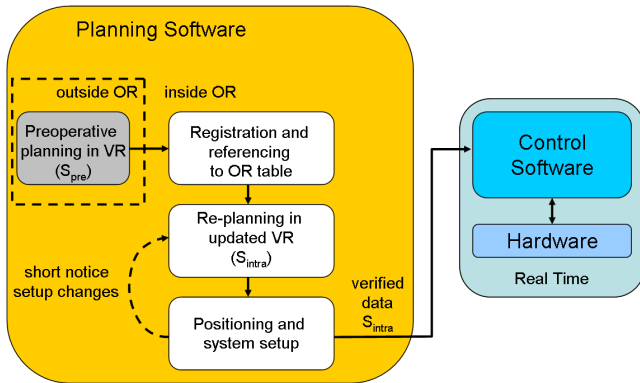 Planning Software
outside OR
inside OR
Preoperative
planning in VR
(Spre)
Registration and
referencing
to OR table
Re-planning in
updated VR
(Sintra)
short notice
setup changes
Positioning and
system setup
verified
data
Sintra
Control
Software
Hardware
Real Time